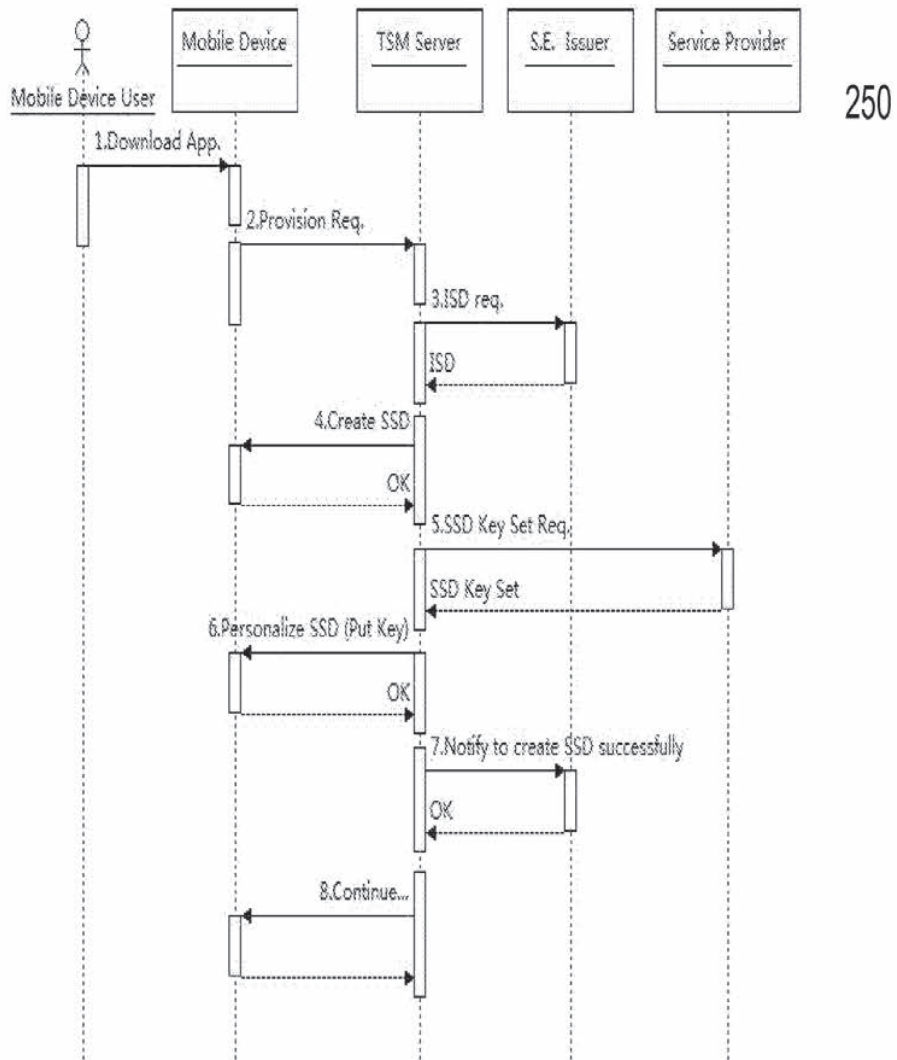 Mobile Device User
Mobile Device
TSM Server
S.E. Issuer
Service Provider
250
1.Download App.
2.Provision Req.
3.ISD req.
ISD
4.Create SSD
OK
5.SSD Key Set Req.
SSD Key Set
6.Personalize SSD (Put Key)
OK
7.Notify to create SSD successfully
OK
8.Continue...